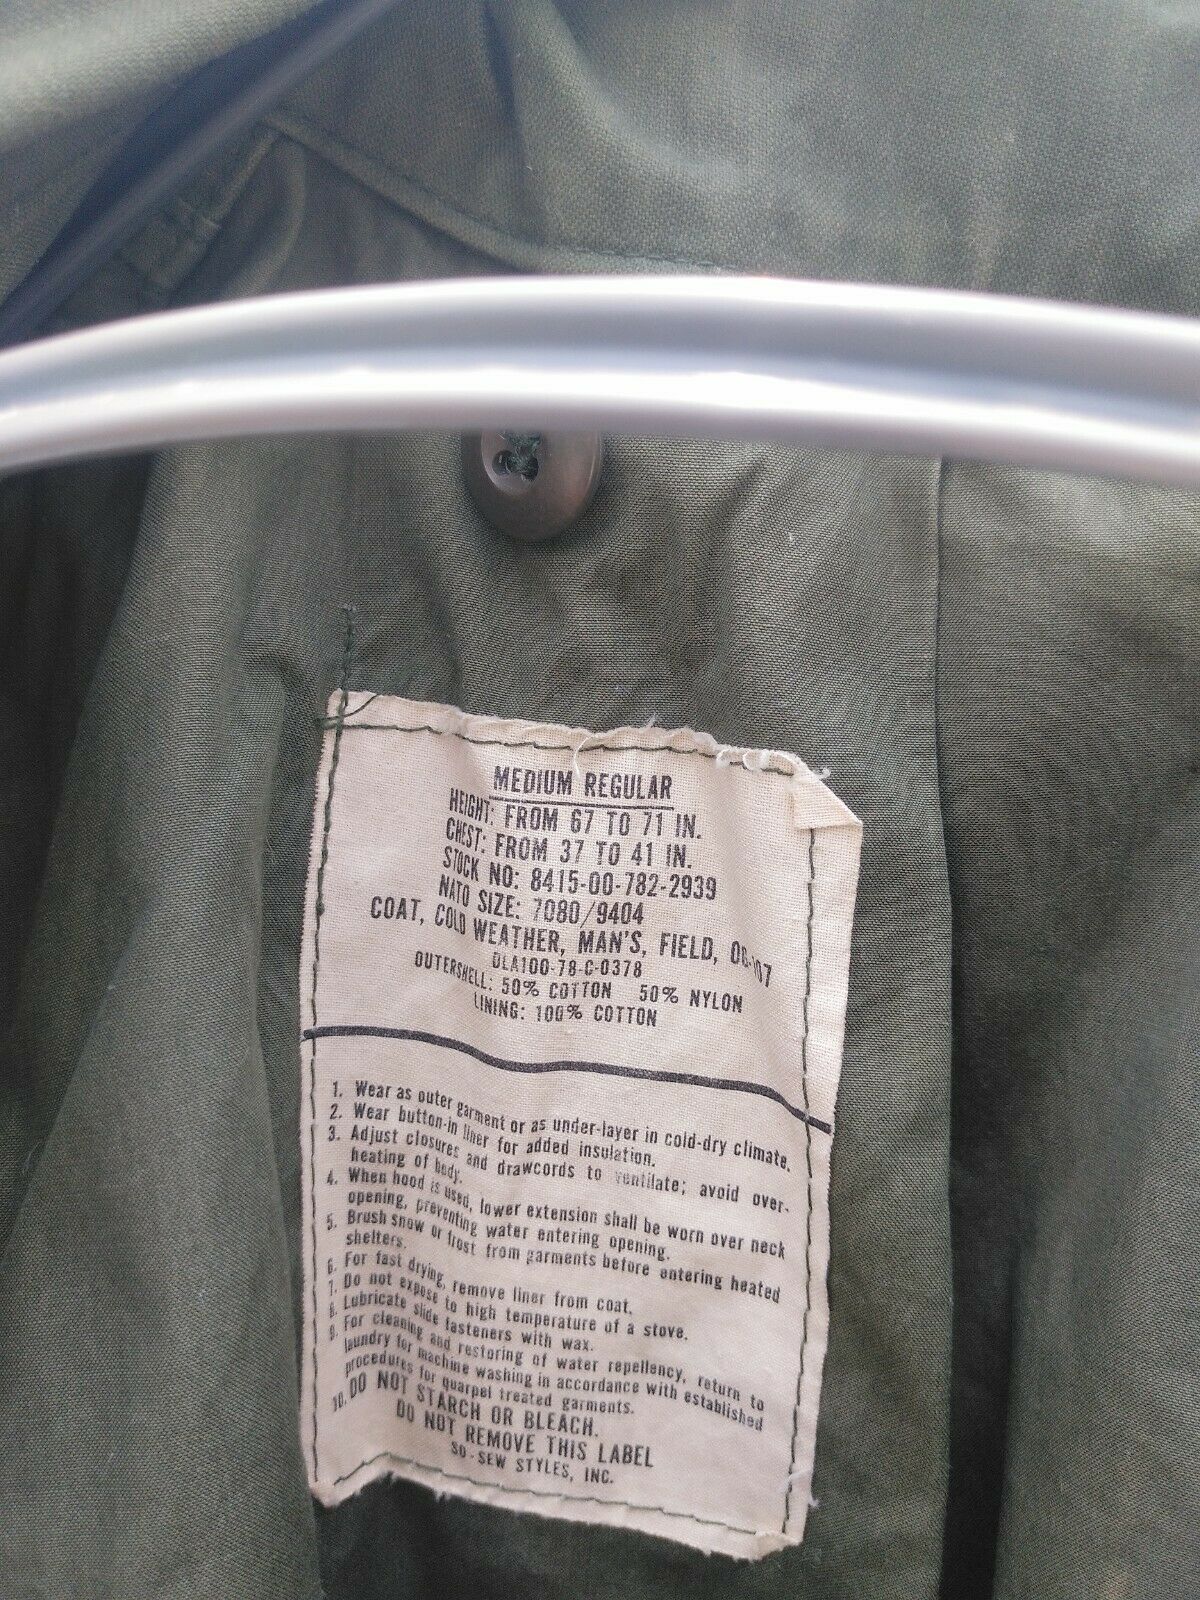 MEDIUM REGULAR
HEIGHT: FROM 67 TO 71 IN.
CHEST: FROM 37 TO 41 IN.
STOCK NO: 8415-00-782-2939
NATO SIZE: 7080/9404
COAT, COLD WEATHER, MAN'S, FIELD, OG-107
DLA100-78-C-0378
OUTERSHELL: 50% COTTON 50% NYLON
LINING: 100% COTTON
1. Wear as outer garment or as under-layer in cold-dry climate.
2. Wear button-in liner for added insulation.
3. Adjust closures and drawcords to ventilate; avoid over-
heating of body.
4. When hood is used, lower extension shall be worn over neck
opening, preventing water entering opening.
5. Brush snow or frost from garments before entering heated
shelters.
6. For fast drying, remove liner from coat.
7. Do not expose to high temperature of a stove.
8. Lubricate slide fasteners with wax.
9. For cleaning and restoring of water repellency, return to
laundry for machine washing in accordance with established
procedures for quarpel treated garments.
10. DO NOT STARCH OR BLEACH.
DO NOT REMOVE THIS LABEL
SO-SEW STYLES, INC.